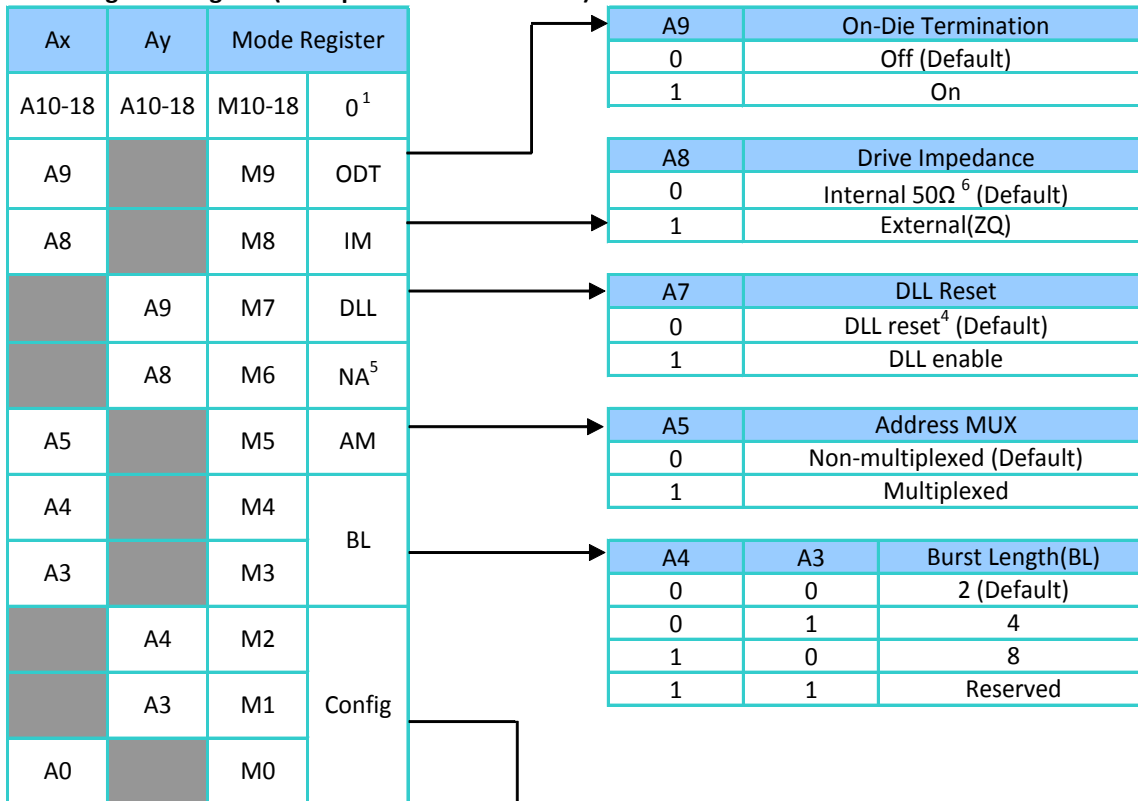 Ax Ay Mode Register
A10-18 A10-18 M10-18 0¹
A9 M9 ODT
A8 M8 IM
A9 M7 DLL
A8 M6 NA⁵
A5 M5 AM
A4 M4
BL
A3 M3
A4 M2
A3 M1 Config
A0 M0
A9 On-Die Termination
0 Off (Default)
1 On
A8 Drive Impedance
0 Internal 50Ω ⁶ (Default)
1 External(ZQ)
A7 DLL Reset
0 DLL reset⁴ (Default)
1 DLL enable
A5 Address MUX
0 Non-multiplexed (Default)
1 Multiplexed
A4 A3 Burst Length(BL)
0 0 2 (Default)
0 1 4
1 0 8
1 1 Reserved